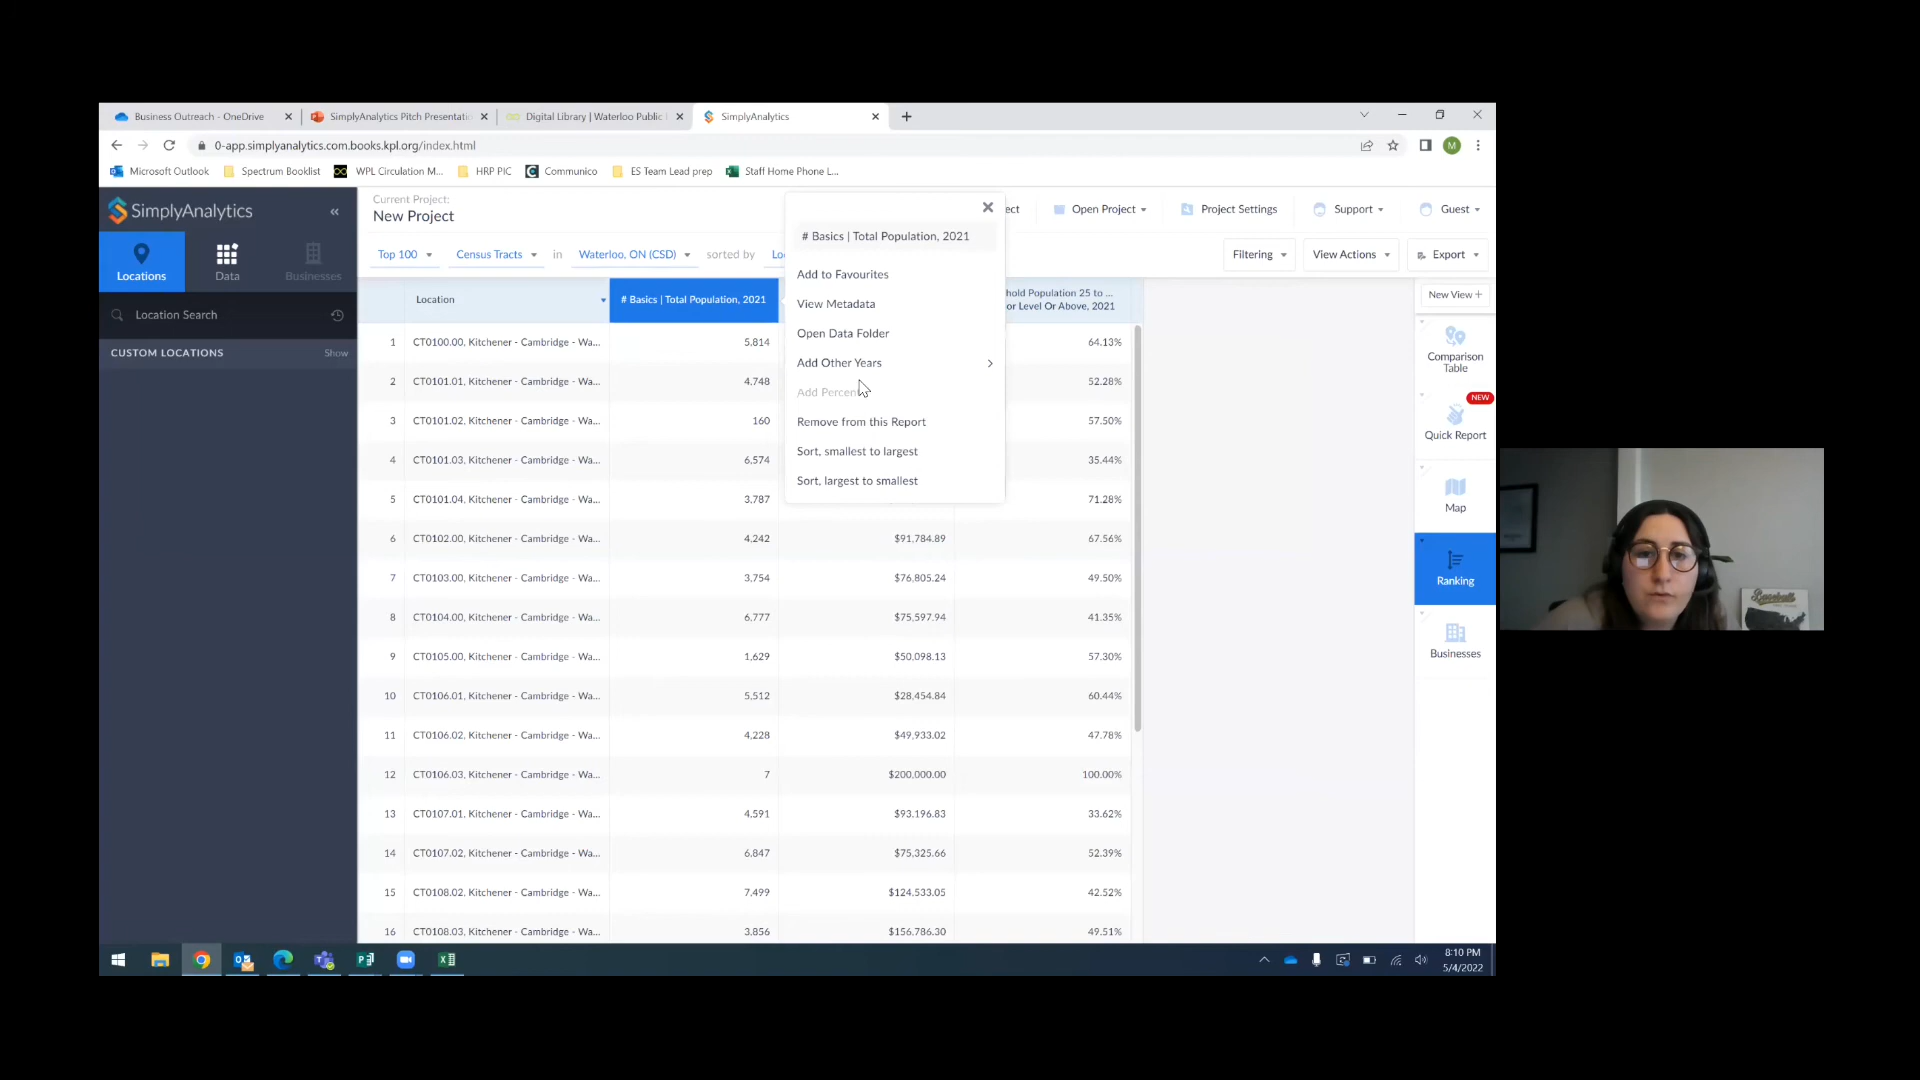 Business Outreach - OneDrive
SimplyAnalytics Pitch Presentatio
Digital Library | Waterloo Public
SimplyAnalytics
0-app.simplyanalytics.com.books.kpl.org/index.html
M
Microsoft Outlook
Spectrum Booklist
WPL Circulation M...
HRP PIC
Communico
ES Team Lead prep
Staff Home Phone L...
SimplyAnalytics
Locations
Data
Businesses
Location Search
CUSTOM LOCATIONS
Show
Current Project:
New Project
Open Project
Project Settings
Support
Guest
Top 100
Census Tracts
in
Waterloo, ON (CSD)
sorted by
Lo
Filtering
View Actions
Export
Location
# Basics | Total Population, 2021
hold Population 25 to ...
or Level Or Above, 2021
# Basics | Total Population, 2021
Add to Favourites
View Metadata
Open Data Folder
Add Other Years
Add Percen
Remove from this Report
Sort, smallest to largest
Sort, largest to smallest
1 CT0100.00, Kitchener - Cambridge - Wa... 5,814 64.13%
2 CT0101.01, Kitchener - Cambridge - Wa... 4,748 52.28%
3 CT0101.02, Kitchener - Cambridge - Wa... 160 57.50%
4 CT0101.03, Kitchener - Cambridge - Wa... 6,574 35.44%
5 CT0101.04, Kitchener - Cambridge - Wa... 3,787 71.28%
6 CT0102.00, Kitchener - Cambridge - Wa... 4,242 $91,784.89 67.56%
7 CT0103.00, Kitchener - Cambridge - Wa... 3,754 $76,805.24 49.50%
8 CT0104.00, Kitchener - Cambridge - Wa... 6,777 $75,597.94 41.35%
9 CT0105.00, Kitchener - Cambridge - Wa... 1,629 $50,098.13 57.30%
10 CT0106.01, Kitchener - Cambridge - Wa... 5,512 $28,454.84 60.44%
11 CT0106.02, Kitchener - Cambridge - Wa... 4,228 $49,933.02 47.78%
12 CT0106.03, Kitchener - Cambridge - Wa... 7 $200,000.00 100.00%
13 CT0107.01, Kitchener - Cambridge - Wa... 4,591 $93,196.83 33.62%
14 CT0107.02, Kitchener - Cambridge - Wa... 6,847 $75,325.66 52.39%
15 CT0108.02, Kitchener - Cambridge - Wa... 7,499 $124,533.05 42.52%
16 CT0108.03, Kitchener - Cambridge - Wa... 3,856 $156,786.30 49.51%
New View +
Comparison
Table
NEW
Quick Report
Map
Ranking
Businesses
Baseball
8:10 PM
5/4/2022